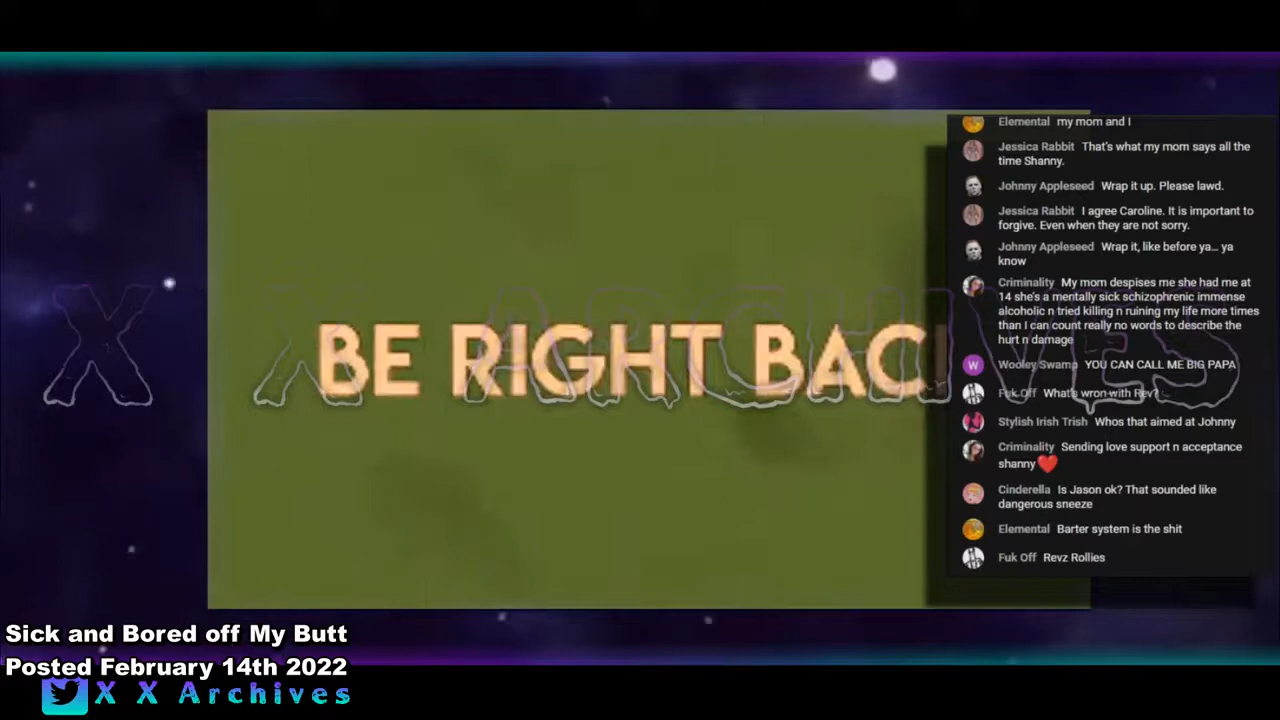 Elemental my mom and I
Jessica Rabbit That's what my mom says all the
time Shanny.
Johnny Appleseed Wrap it up. Please lawd.
Jessica Rabbit I agree Caroline. It is important to
forgive. Even when they are not sorry.
Johnny Appleseed Wrap it, like before ya... ya
know
Criminality My mom despises me she had me at
14 she's a mentally sick schizophrenic immense
alcoholic n tried killing n ruining my life more times
than I can count really no words to describe the
hurt n damage
X X ARCHIVES
BE RIGHT BAC
W Wooley Swamp YOU CAN CALL ME BIG PAPA
Fuk Off What's wron with Rev?
Stylish Irish Trish Whos that aimed at Johnny
Criminality Sending love support n acceptance
shanny❤️
Cinderella Is Jason ok? That sounded like
dangerous sneeze
Elemental Barter system is the shit
Fuk Off Revz Rollies
Sick and Bored off My Butt
Posted February 14th 2022
X X Archives